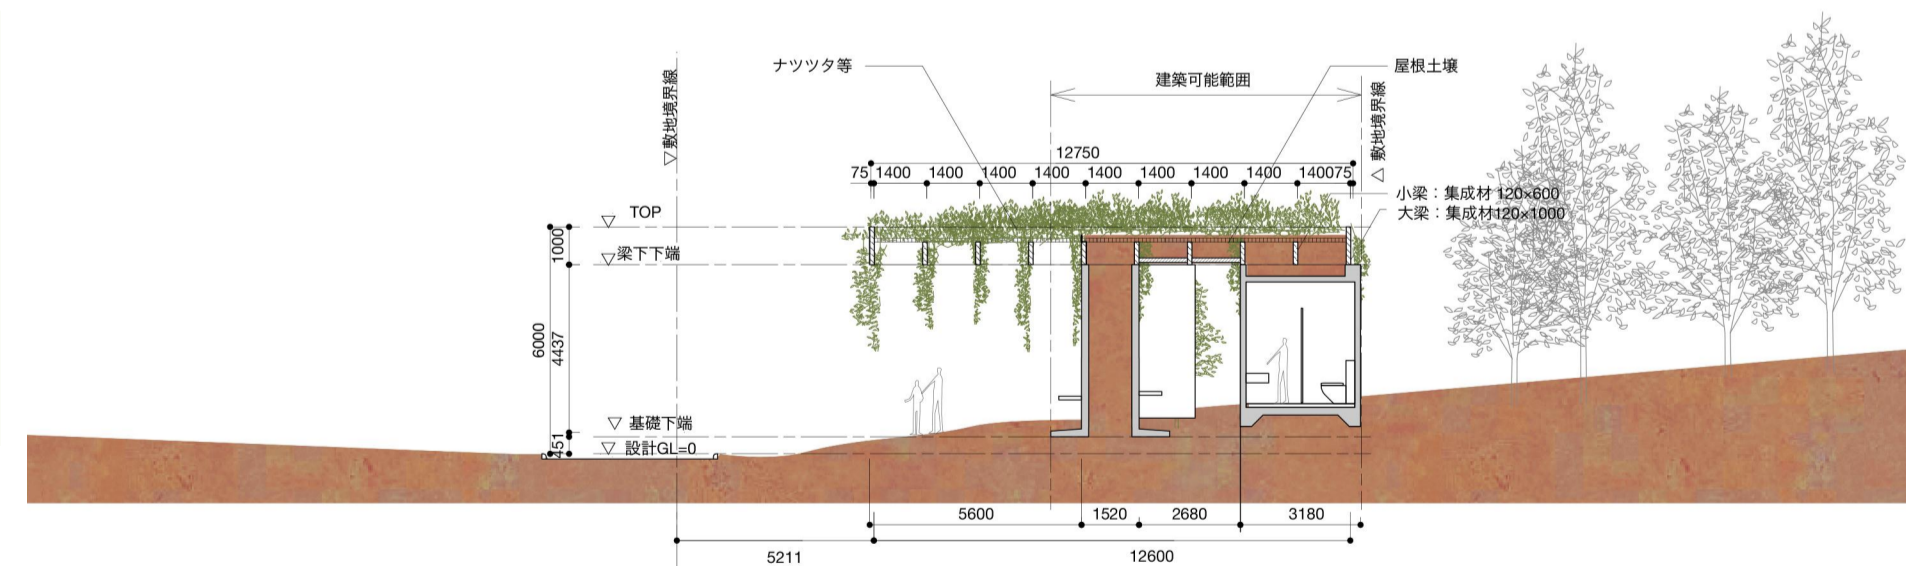 ナツツタ等
建築可能範囲
屋根土壌
▽敷地境界線
△ 敷地境界線
12750
75 1400 1400 1400 1400 1400 1400 1400 1400 1400 75
小梁：集成材 120×600
大梁：集成材120×1000
▽ TOP
▽梁下下端
▽ 基礎下端
▽ 設計GL=0
1000
6000
4437
451
5600 1520 2680 3180
5211 12600